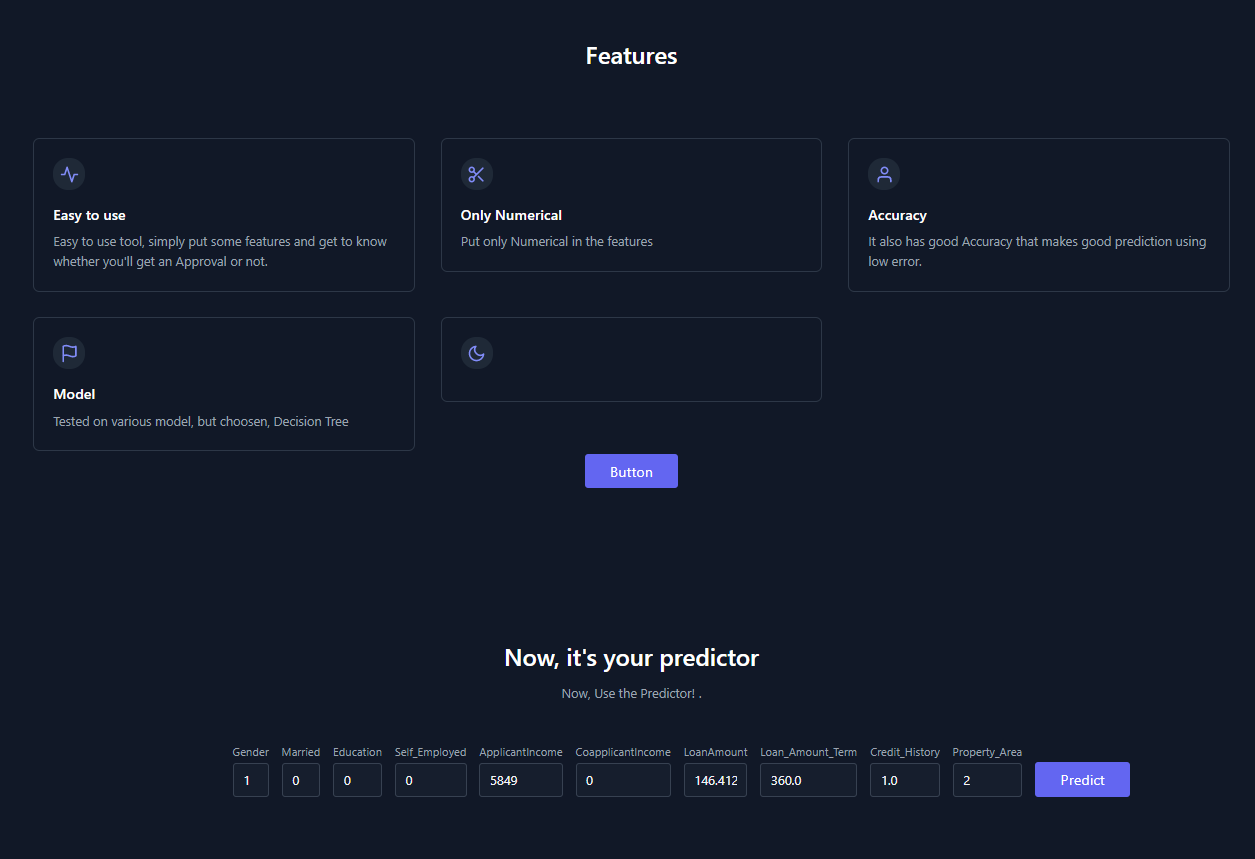 Features
Easy to use
Easy to use tool, simply put some features and get to know
whether you'll get an Approval or not.
Only Numerical
Put only Numerical in the features
Accuracy
It also has good Accuracy that makes good prediction using
low error.
Model
Tested on various model, but choosen, Decision Tree
Button
Now, it's your predictor
Now, Use the Predictor! .
Gender Married Education Self_Employed ApplicantIncome CoapplicantIncome LoanAmount Loan_Amount_Term Credit_History Property_Area
1 0 0 0 5849 0 146.412 360.0 1.0 2 Predict